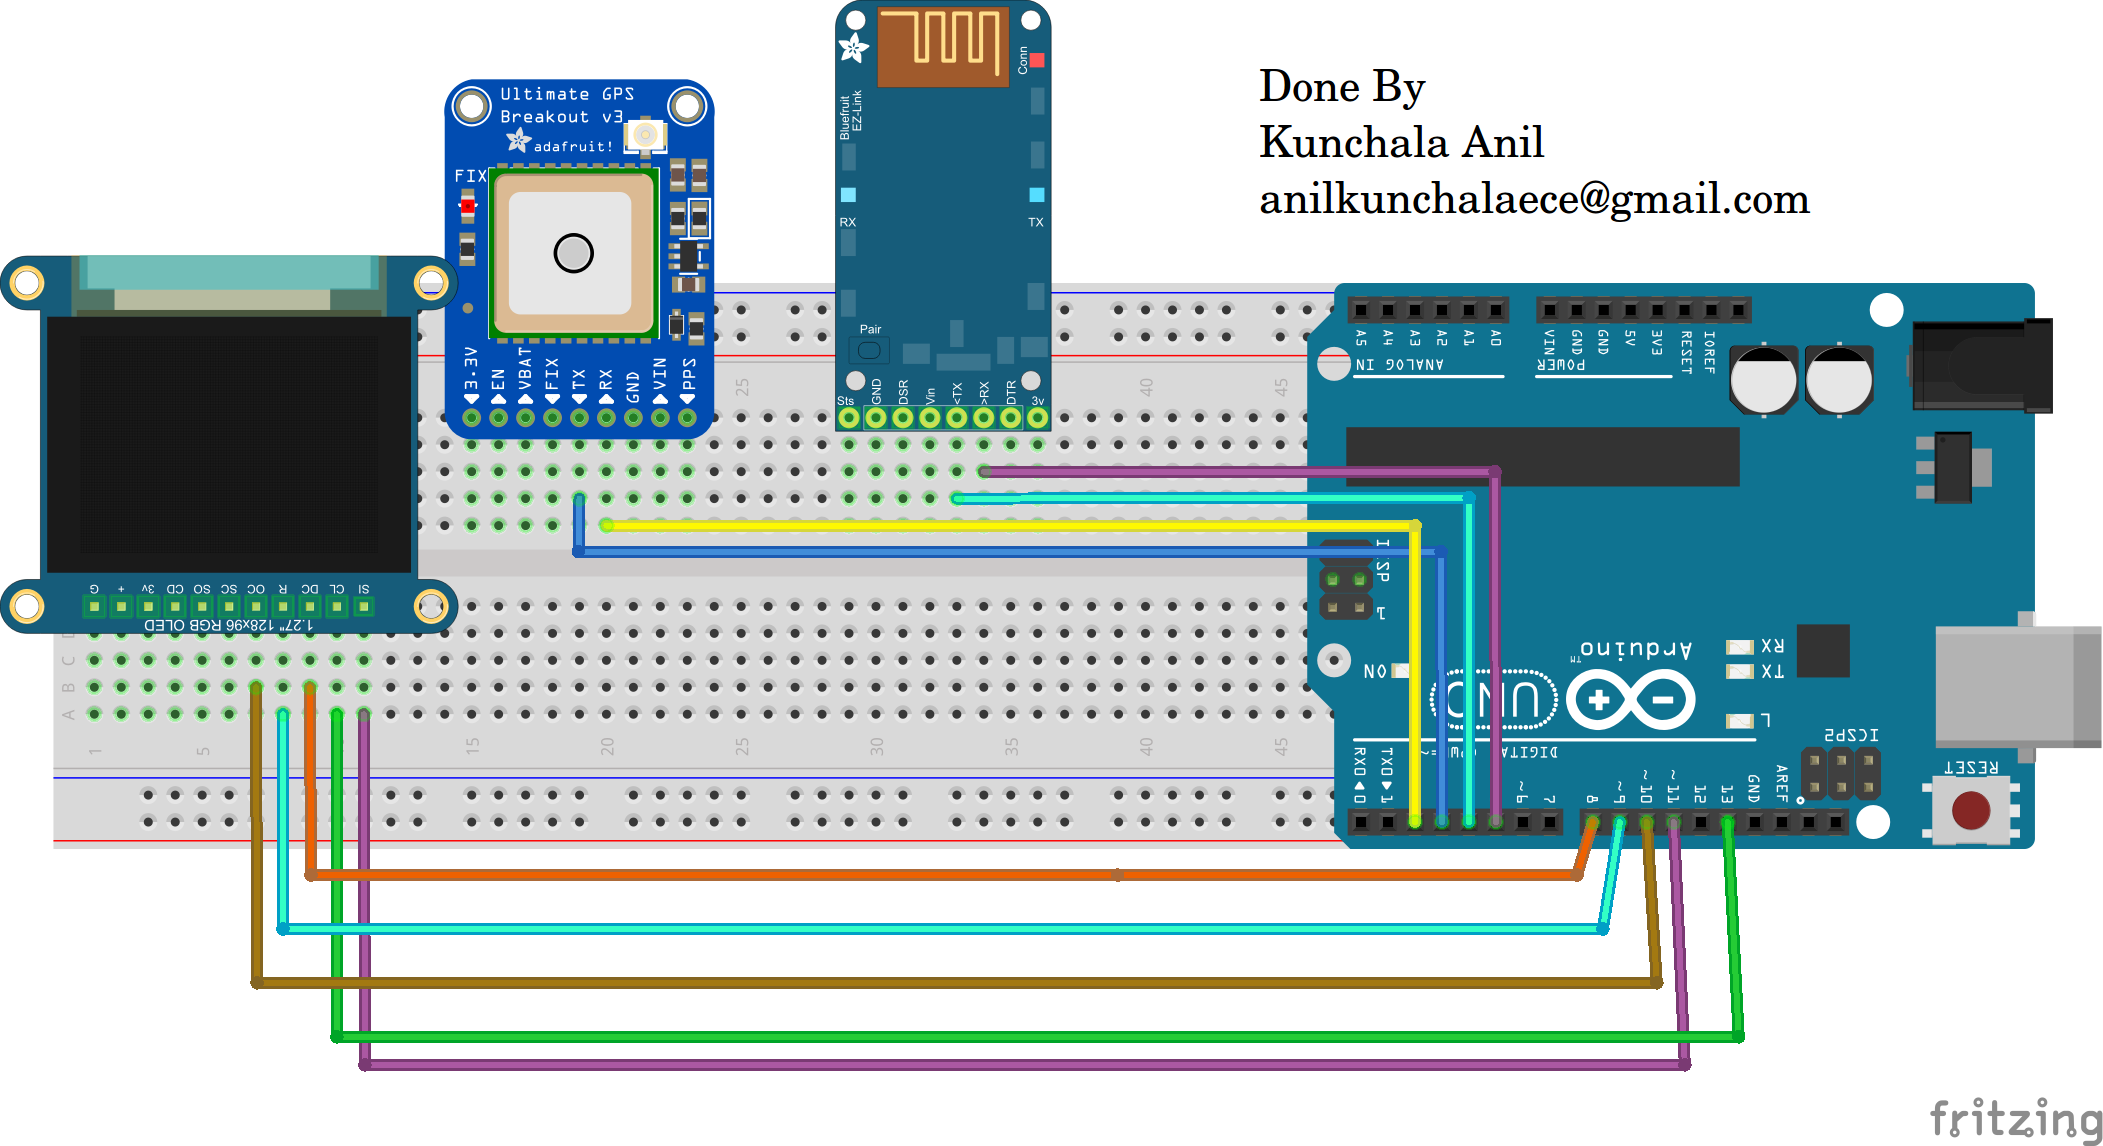 Done By
Kunchala Anil
anilkunchalaece@gmail.com
Ultimate GPS
Breakout v3
adafruit!
FIX
3.3V EN VBAT FIX TX RX GND VIN PPS
Conn
Bluefruit
EZ-Link
RX TX
Pair
Sts GND DSR Vin <TX >RX DTR 3v
G + 3v CD SO SC OC R DC CL SI
1.27" 128x96 RGB OLED
25 40 45
D
C
B
A
1 5 15 20 25 30 35 40 45
A5 A4 A3 A2 A1 A0
ANALOG IN
VIN GND GND 5V 3V3 RESET IOREF
POWER
ICSP
1
ON
UNO
Arduino
TM
RX
TX
L
ICSP2
RESET
DIGITAL (PWM=~)
RX0 0 TX0 1 ~6 7 8 ~9 ~10 ~11 12 13 GND AREF
fritzing